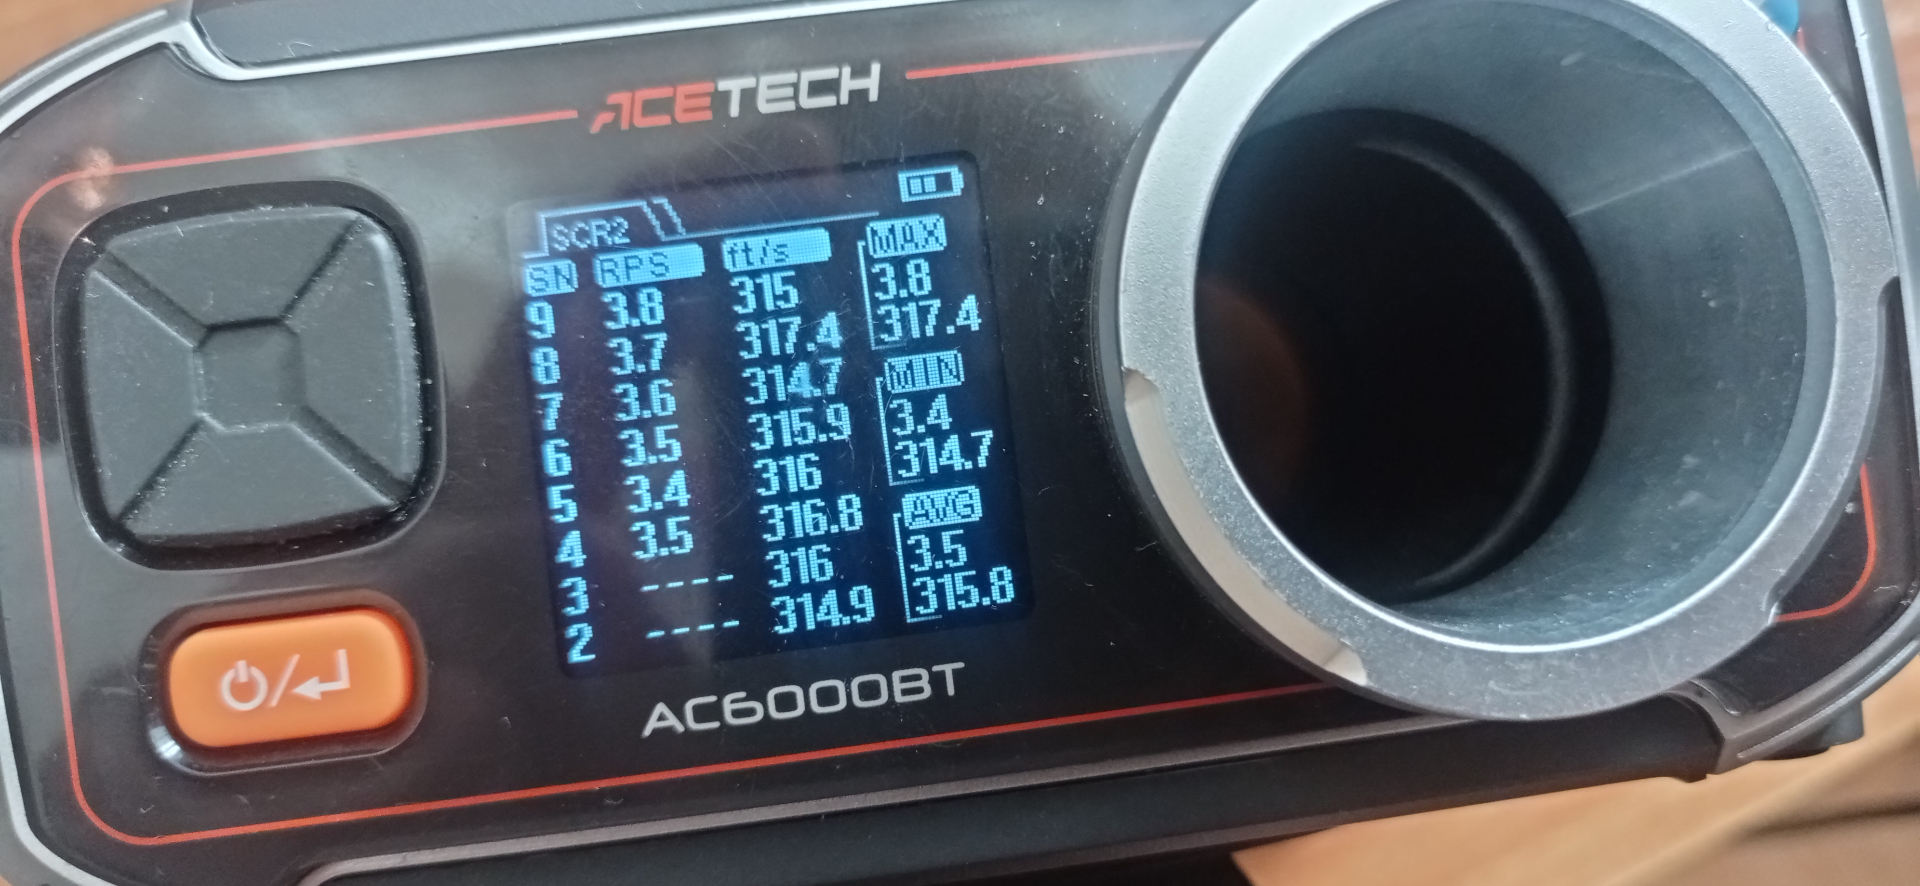 ACETECH
SCR2
SN RPS ft/s MAX
9 3.8 315 3.8
8 3.7 317.4 317.4
7 3.6 314.7 MIN
6 3.5 315.9 3.4
5 3.4 316 314.7
4 3.5 316.8 AVG
3 ---- 316 3.5
2 ---- 314.9 315.8
AC6000BT